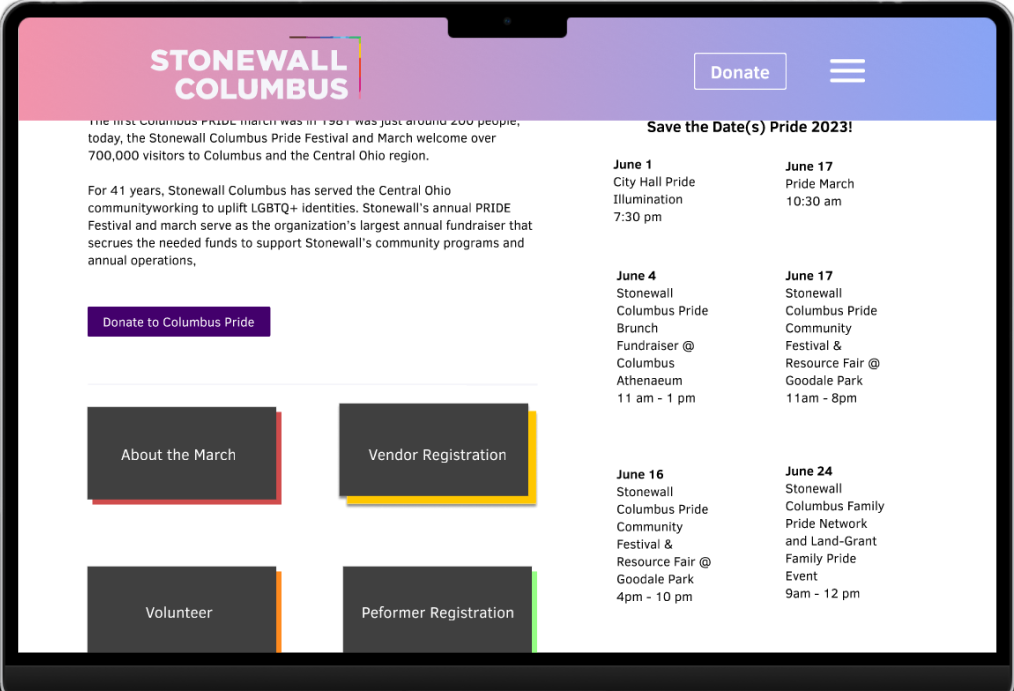 STONEWALL
COLUMBUS
Donate
The first Columbus PRIDE march was in 1981 was just around 200 people,
today, the Stonewall Columbus Pride Festival and March welcome over
700,000 visitors to Columbus and the Central Ohio region.
For 41 years, Stonewall Columbus has served the Central Ohio
communityworking to uplift LGBTQ+ identities. Stonewall's annual PRIDE
Festival and march serve as the organization's largest annual fundraiser that
secrues the needed funds to support Stonewall's community programs and
annual operations,
Donate to Columbus Pride
About the March
Vendor Registration
Volunteer
Peformer Registration
Save the Date(s) Pride 2023!
June 1
City Hall Pride
Illumination
7:30 pm
June 17
Pride March
10:30 am
June 4
Stonewall
Columbus Pride
Brunch
Fundraiser @
Columbus
Athenaeum
11 am - 1 pm
June 17
Stonewall
Columbus Pride
Community
Festival &
Resource Fair @
Goodale Park
11am - 8pm
June 16
Stonewall
Columbus Pride
Community
Festival &
Resource Fair @
Goodale Park
4pm - 10 pm
June 24
Stonewall
Columbus Family
Pride Network
and Land-Grant
Family Pride
Event
9am - 12 pm